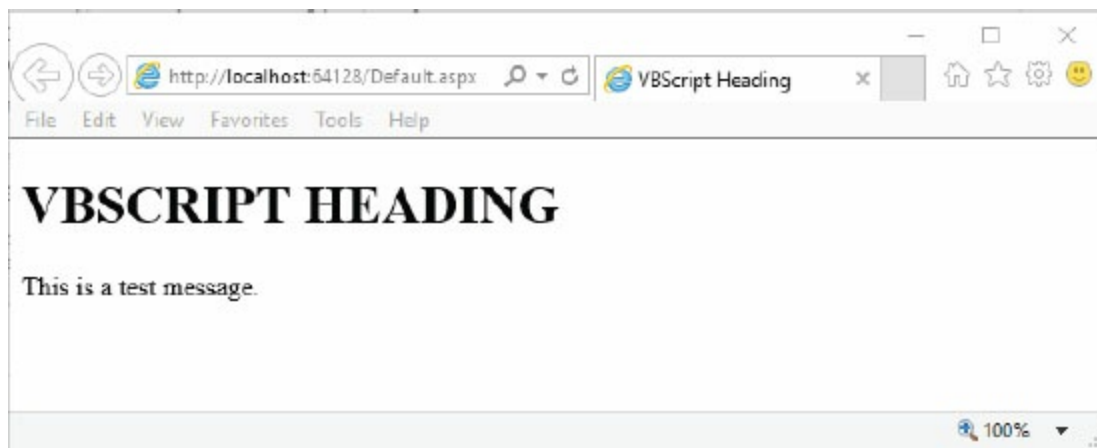 http://localhost:64128/Default.aspx
VBScript Heading
File Edit View Favorites Tools Help
VBSCRIPT HEADING
This is a test message.
100%